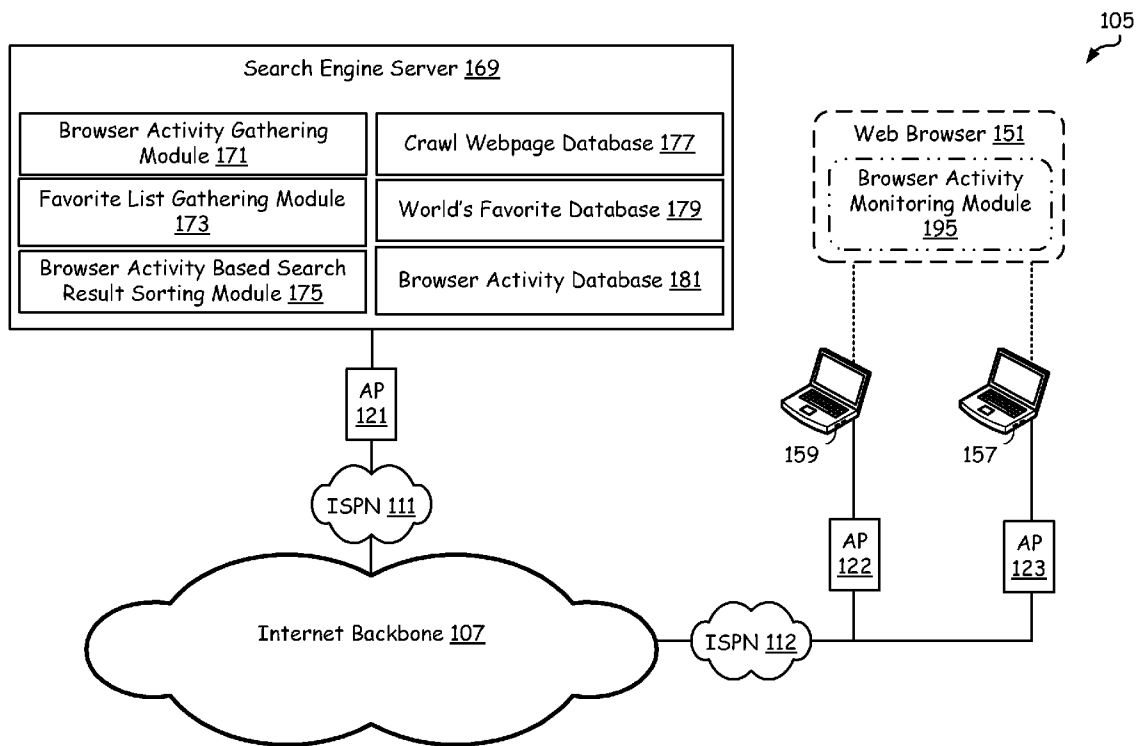 105
Search Engine Server 169
Browser Activity Gathering
Module 171
Crawl Webpage Database 177
Favorite List Gathering Module
173
World's Favorite Database 179
Browser Activity Based Search
Result Sorting Module 175
Browser Activity Database 181
Web Browser 151
Browser Activity
Monitoring Module
195
AP
121
159
157
ISPN 111
AP
122
AP
123
Internet Backbone 107
ISPN 112